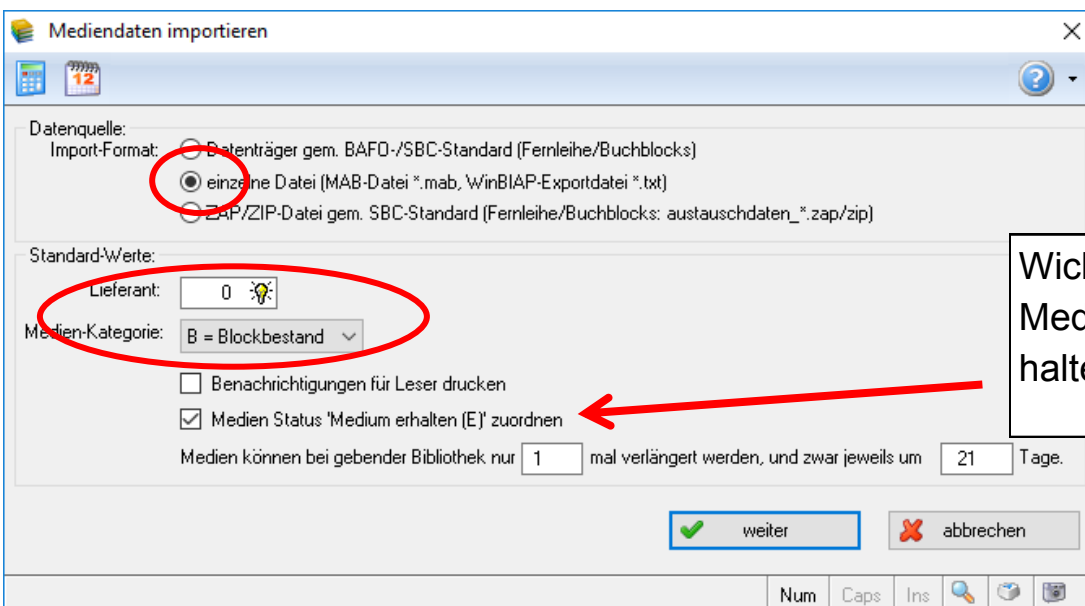 Mediendaten importieren
12
Datenquelle:
Import-Format: Datenträger gem. BAFO-/SBC-Standard (Fernleihe/Buchblocks)
einzelne Datei (MAB-Datei *.mab, WinBIAP-Exportdatei *.txt)
ZAP/ZIP-Datei gem. SBC-Standard (Fernleihe/Buchblocks: austauschdaten_*.zap/zip)
Standard-Werte:
Lieferant: 0
Medien-Kategorie: B = Blockbestand
Benachrichtigungen für Leser drucken
Medien Status 'Medium erhalten (E)' zuordnen
Medien können bei gebender Bibliothek nur 1 mal verlängert werden, und zwar jeweils um 21 Tage.
weiter abbrechen
Num Caps Ins